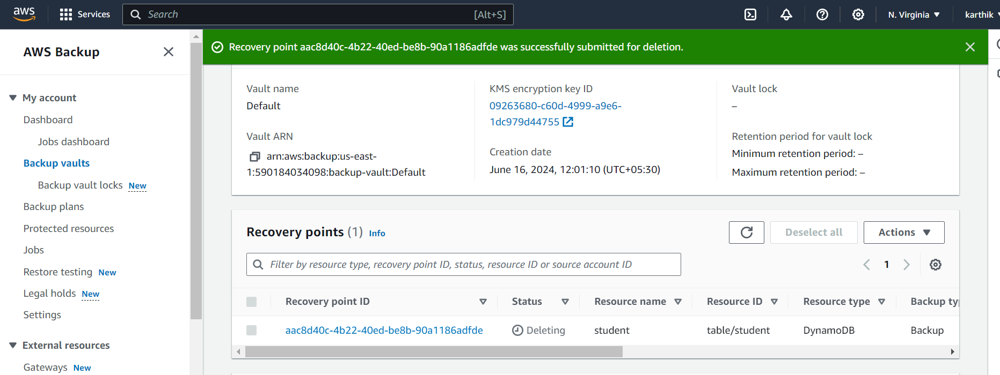 aws Services Search [Alt+S] N. Virginia karthik
AWS Backup
My account
Dashboard
Jobs dashboard
Backup vaults
Backup vault locks New
Backup plans
Protected resources
Jobs
Restore testing New
Legal holds New
Settings
External resources
Gateways New
Recovery point aac8d40c-4b22-40ed-be8b-90a1186adfde was successfully submitted for deletion.
Vault name
Default
Vault ARN
arn:aws:backup:us-east-
1:590184034098:backup-vault:Default
KMS encryption key ID
09263680-c60d-4999-a9e6-
1dc979d44755
Creation date
June 16, 2024, 12:01:10 (UTC+05:30)
Vault lock
–
Retention period for vault lock
Minimum retention period: –
Maximum retention period: –
Recovery points (1) Info
Deselect all Actions
Filter by resource type, recovery point ID, status, resource ID or source account ID
1
Recovery point ID Status Resource name Resource ID Resource type Backup ty
aac8d40c-4b22-40ed-be8b-90a1186adfde Deleting student table/student DynamoDB Backup